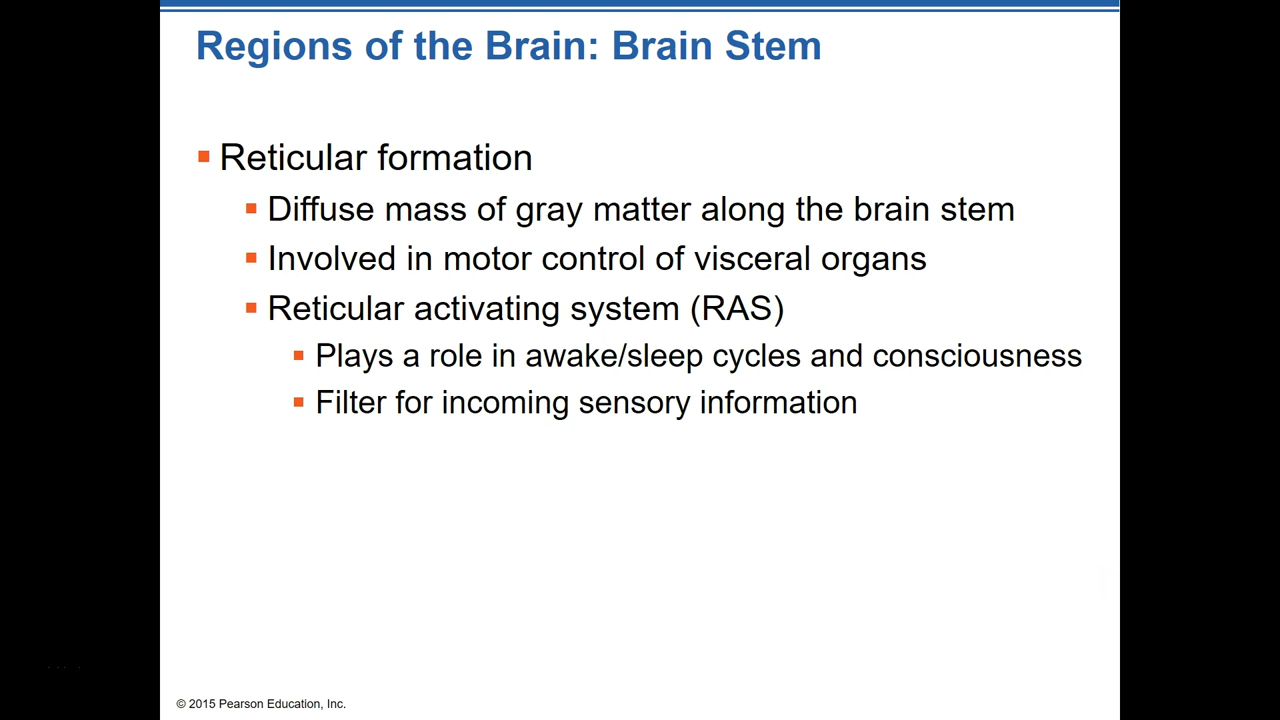 Regions of the Brain: Brain Stem
Reticular formation
Diffuse mass of gray matter along the brain stem
Involved in motor control of visceral organs
Reticular activating system (RAS)
Plays a role in awake/sleep cycles and consciousness
Filter for incoming sensory information
© 2015 Pearson Education, Inc.